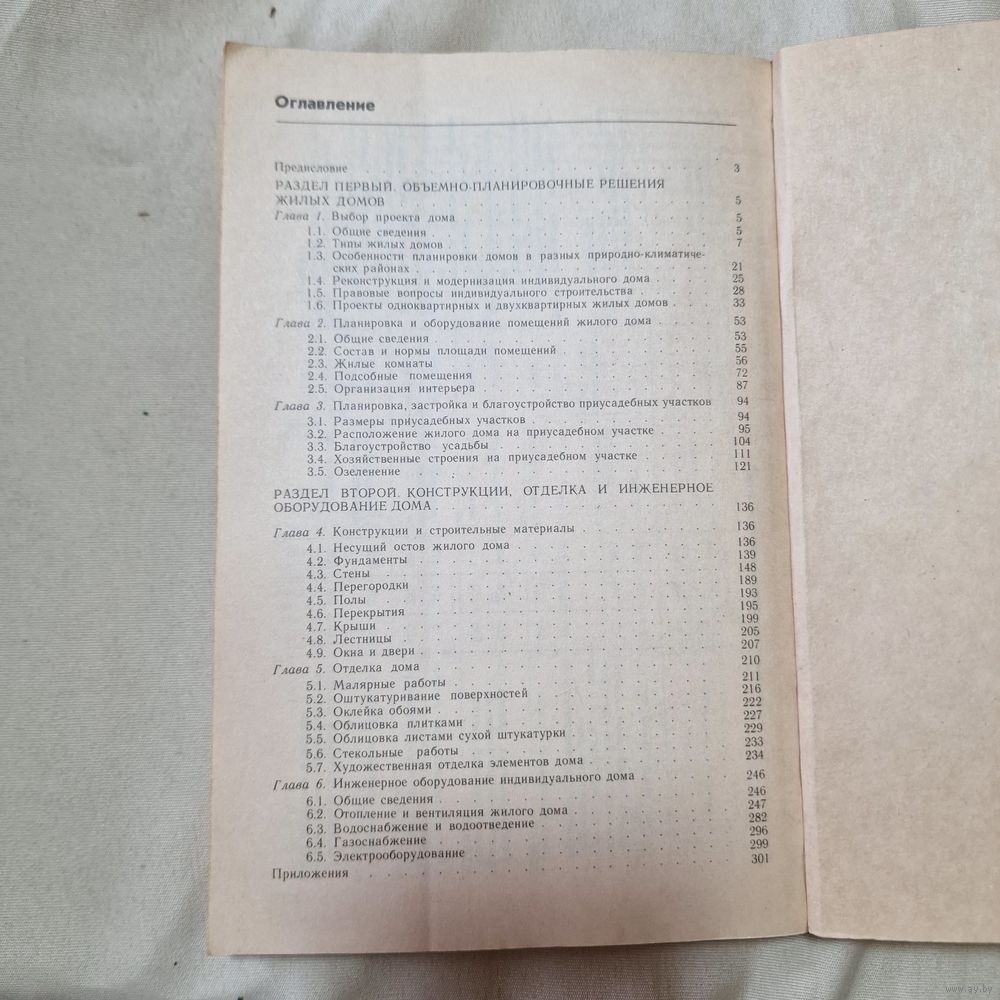 Оглавление
Предисловие . . . . . . . . . . 3
РАЗДЕЛ ПЕРВЫЙ. ОБЪЕМНО-ПЛАНИРОВОЧНЫЕ РЕШЕНИЯ
ЖИЛЫХ ДОМОВ . . . . . . . . . . 5
Глава 1. Выбор проекта дома . . . . . . . . . . 5
1.1. Общие сведения . . . . . . . . . . 5
1.2. Типы жилых домов . . . . . . . . . . 7
1.3. Особенности планировки домов в разных природно-климатиче-
ских районах . . . . . . . . . . 21
1.4. Реконструкция и модернизация индивидуального дома . . . . 25
1.5. Правовые вопросы индивидуального строительства . . . . 28
1.6. Проекты одноквартирных и двухквартирных жилых домов . . . 33
Глава 2. Планировка и оборудование помещений жилого дома . . . . 53
2.1. Общие сведения . . . . . . . . . . 53
2.2. Состав и нормы площади помещений . . . . . . . 55
2.3. Жилые комнаты . . . . . . . . . . 56
2.4. Подсобные помещения . . . . . . . . . . 72
2.5. Организация интерьера . . . . . . . . . . 87
Глава 3. Планировка, застройка и благоустройство приусадебных участков 94
3.1. Размеры приусадебных участков . . . . . . . . 94
3.2. Расположение жилого дома на приусадебном участке . . . . 95
3.3. Благоустройство усадьбы . . . . . . . . . . 104
3.4. Хозяйственные строения на приусадебном участке . . . . 111
3.5. Озеленение . . . . . . . . . . 121
РАЗДЕЛ ВТОРОЙ. КОНСТРУКЦИИ, ОТДЕЛКА И ИНЖЕНЕРНОЕ
ОБОРУДОВАНИЕ ДОМА . . . . . . . . . . 136
Глава 4. Конструкции и строительные материалы . . . . . . 136
4.1. Несущий остов жилого дома . . . . . . . . 136
4.2. Фундаменты . . . . . . . . . . 139
4.3. Стены . . . . . . . . . . 148
4.4. Перегородки . . . . . . . . . . 189
4.5. Полы . . . . . . . . . . 193
4.6. Перекрытия . . . . . . . . . . 195
4.7. Крыши . . . . . . . . . . 199
4.8. Лестницы . . . . . . . . . . 205
4.9. Окна и двери . . . . . . . . . . 207
Глава 5. Отделка дома . . . . . . . . . . 210
5.1. Малярные работы . . . . . . . . . . 211
5.2. Оштукатуривание поверхностей . . . . . . . . 216
5.3. Оклейка обоями . . . . . . . . . . 222
5.4. Облицовка плитками . . . . . . . . . . 227
5.5. Облицовка листами сухой штукатурки . . . . . . 229
5.6. Стекольные работы . . . . . . . . . . 233
5.7. Художественная отделка элементов дома . . . . . . 234
Глава 6. Инженерное оборудование индивидуального дома . . . . 246
6.1. Общие сведения . . . . . . . . . . 246
6.2. Отопление и вентиляция жилого дома . . . . . . 247
6.3. Водоснабжение и водоотведение . . . . . . . . 282
6.4. Газоснабжение . . . . . . . . . . 296
6.5. Электрооборудование . . . . . . . . . . 299
Приложения . . . . . . . . . . 301
www.ay.by